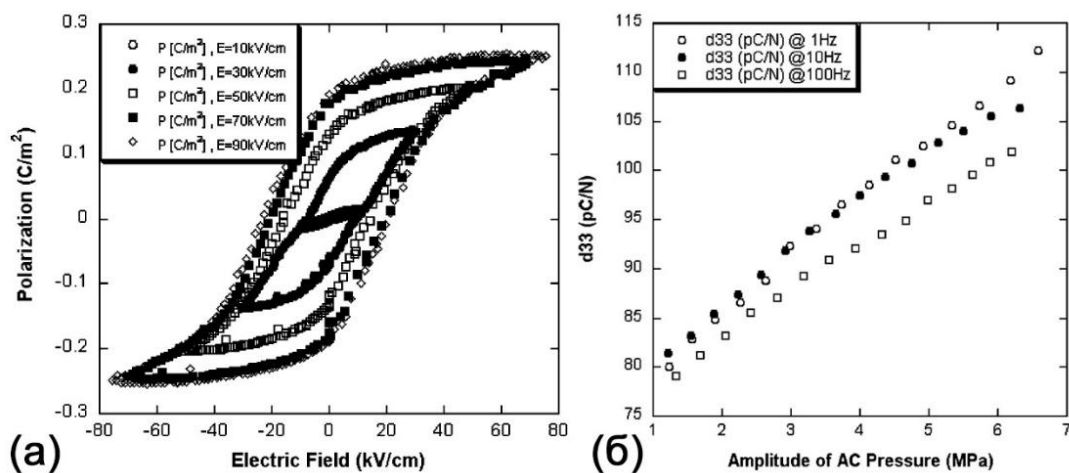 0.3
0.2
0.1
0
-0.1
-0.2
-0.3
Polarization (C/m²)
P [C/m²] , E=10kV/cm
P [C/m²] , E=30kV/cm
P [C/m²] , E=50kV/cm
P [C/m²] , E=70kV/cm
P [C/m²] , E=90kV/cm
-80 -60 -40 -20 0 20 40 60 80
Electric Field (kV/cm)
(а)
115
110
105
100
95
90
85
80
75
d33 (pC/N)
d33 (pC/N) @ 1Hz
d33 (pC/N) @10Hz
d33 (pC/N) @100Hz
1 2 3 4 5 6 7
Amplitude of AC Pressure (MPa)
(б)